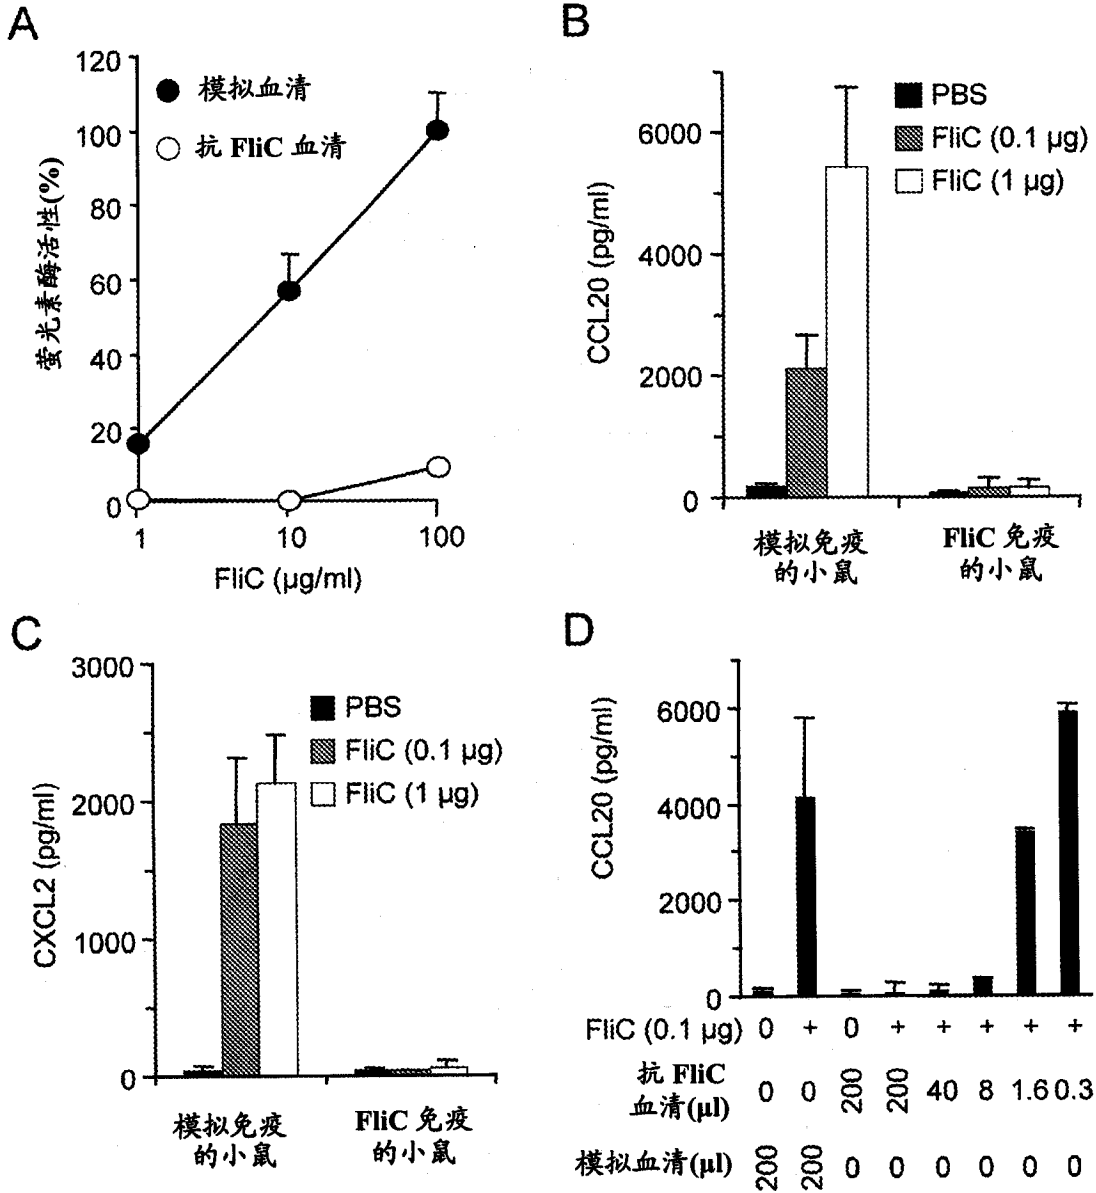 A
120
100
80
60
40
20
0
萤光素酶活性(%)
模拟血清
抗 FliC 血清
1 10 100
FliC (µg/ml)
B
6000
4000
2000
0
CCL20 (pg/ml)
PBS
FliC (0.1 µg)
FliC (1 µg)
模拟免疫
的小鼠
FliC 免疫
的小鼠
C
3000
2000
1000
0
CXCL2 (pg/ml)
PBS
FliC (0.1 µg)
FliC (1 µg)
模拟免疫
的小鼠
FliC 免疫
的小鼠
D
6000
4000
2000
0
CCL20 (pg/ml)
FliC (0.1 µg) 0 + 0 + + + + +
抗 FliC
血清(µl) 0 0 200 200 40 8 1.6 0.3
模拟血清(µl) 200 200 0 0 0 0 0 0